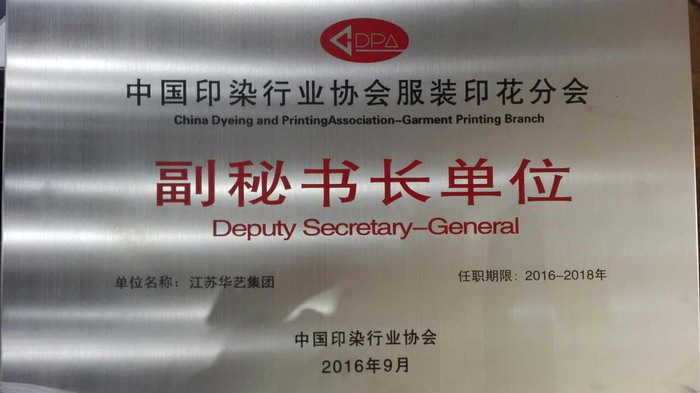 CDPA
中国印染行业协会服装印花分会
China Dyeing and PrintingAssociation-Garment Printing Branch
副秘书长单位
Deputy Secretary-General
单位名称：江苏华艺集团 任职期限：2016-2018年
中国印染行业协会
2016年9月